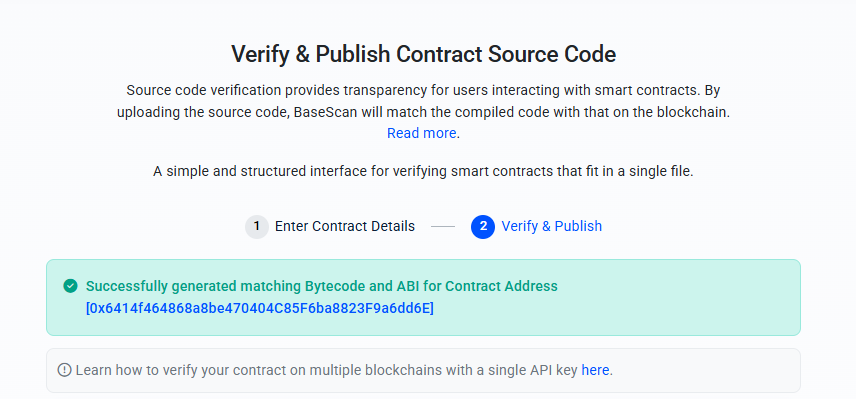 Verify & Publish Contract Source Code
Source code verification provides transparency for users interacting with smart contracts. By
uploading the source code, BaseScan will match the compiled code with that on the blockchain.
Read more.
A simple and structured interface for verifying smart contracts that fit in a single file.
1 Enter Contract Details 2 Verify & Publish
Successfully generated matching Bytecode and ABI for Contract Address
[0x6414f464868a8be470404C85F6ba8823F9a6dd6E]
Learn how to verify your contract on multiple blockchains with a single API key here.